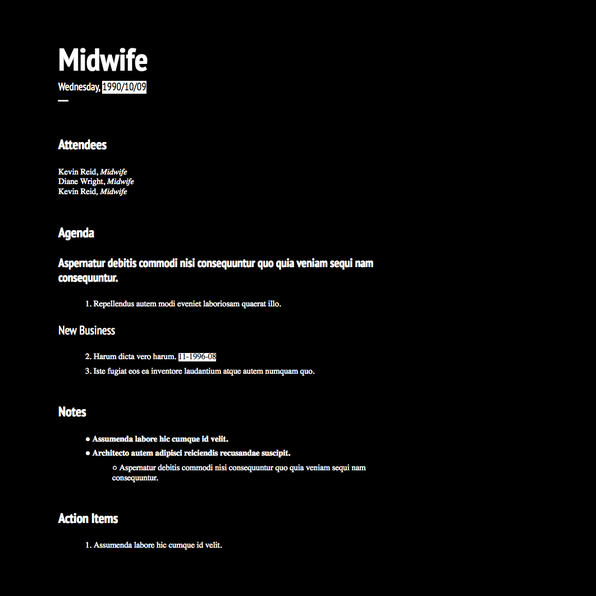 Midwife
Wednesday, 1990/10/09
Attendees
Kevin Reid, Midwife
Diane Wright, Midwife
Kevin Reid, Midwife
Agenda
Aspernatur debitis commodi nisi consequuntur quo quia veniam sequi nam
consequuntur.
1. Repellendus autem modi eveniet laboriosam quaerat illo.
New Business
2. Harum dicta vero harum. 11-1996-08
3. Iste fugiat eos ea inventore laudantium atque autem numquam quo.
Notes
● Assumenda labore hic cumque id velit.
● Architecto autem adipisci reiciendis recusandae suscipit.
○ Aspernatur debitis commodi nisi consequuntur quo quia veniam sequi nam
consequuntur.
Action Items
1. Assumenda labore hic cumque id velit.